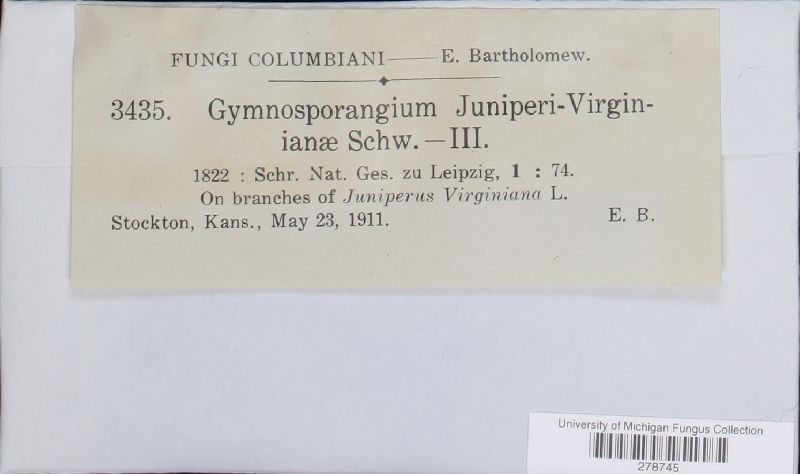 FUNGI COLUMBIANI——E. Bartholomew.
3435. Gymnosporangium Juniperi-Virgin-
ianæ Schw.—III.
1822 : Schr. Nat. Ges. zu Leipzig, 1 : 74.
On branches of Juniperus Virginiana L.
Stockton, Kans., May 23, 1911. E. B.
University of Michigan Fungus Collection
278745